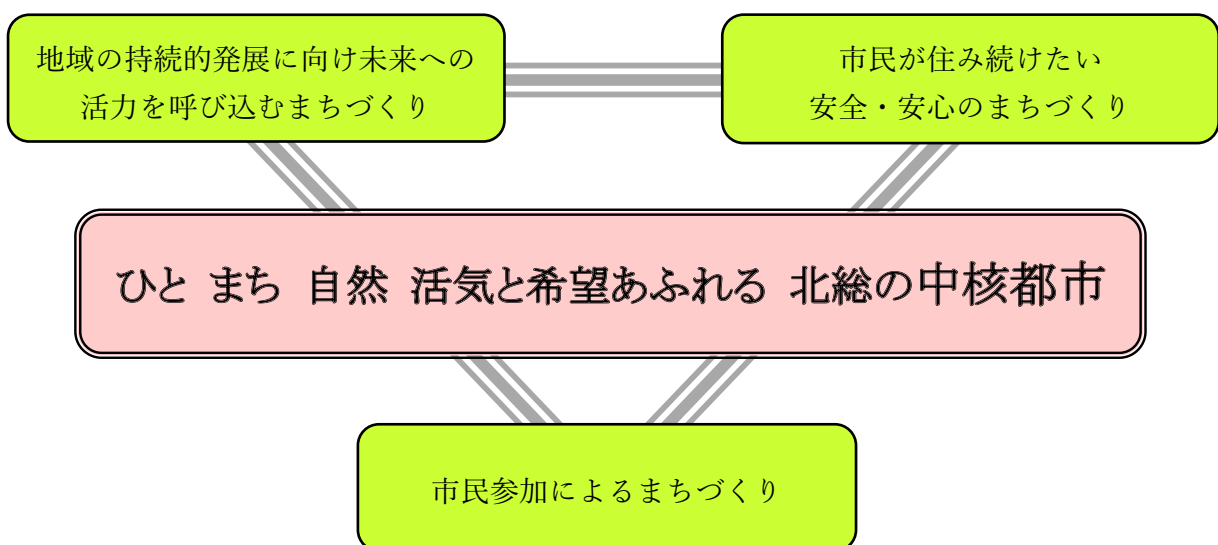 地域の持続的発展に向け未来への
活力を呼び込むまちづくり
市民が住み続けたい
安全・安心のまちづくり
ひと まち 自然 活気と希望あふれる 北総の中核都市
市民参加によるまちづくり